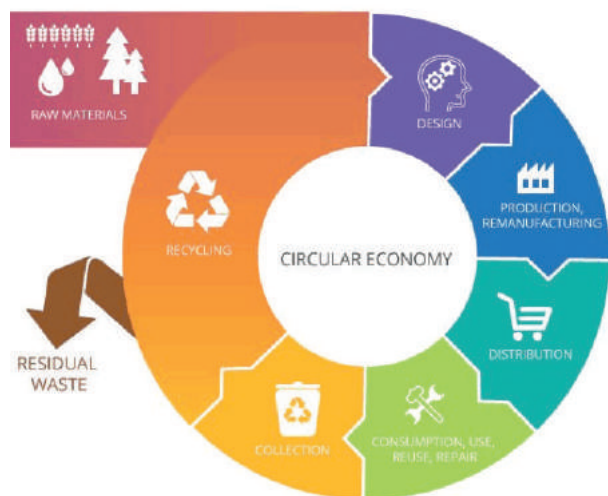 RAW MATERIALS
DESIGN
PRODUCTION,
REMANUFACTURING
DISTRIBUTION
CONSUMPTION, USE,
REUSE, REPAIR
COLLECTION
RECYCLING
CIRCULAR ECONOMY
RESIDUAL
WASTE